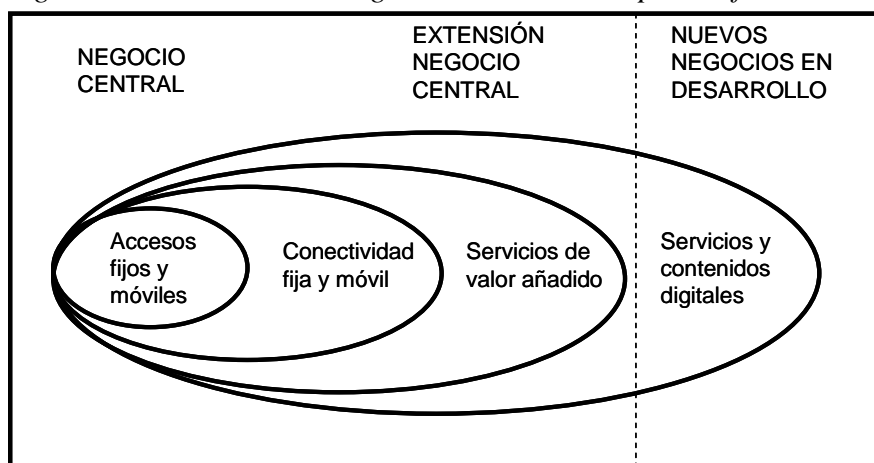 NEGOCIO
CENTRAL
EXTENSIÓN
NEGOCIO
CENTRAL
NUEVOS
NEGOCIOS EN
DESARROLLO
Accesos
fijos y
móviles
Conectividad
fija y móvil
Servicios de
valor añadido
Servicios y
contenidos
digitales